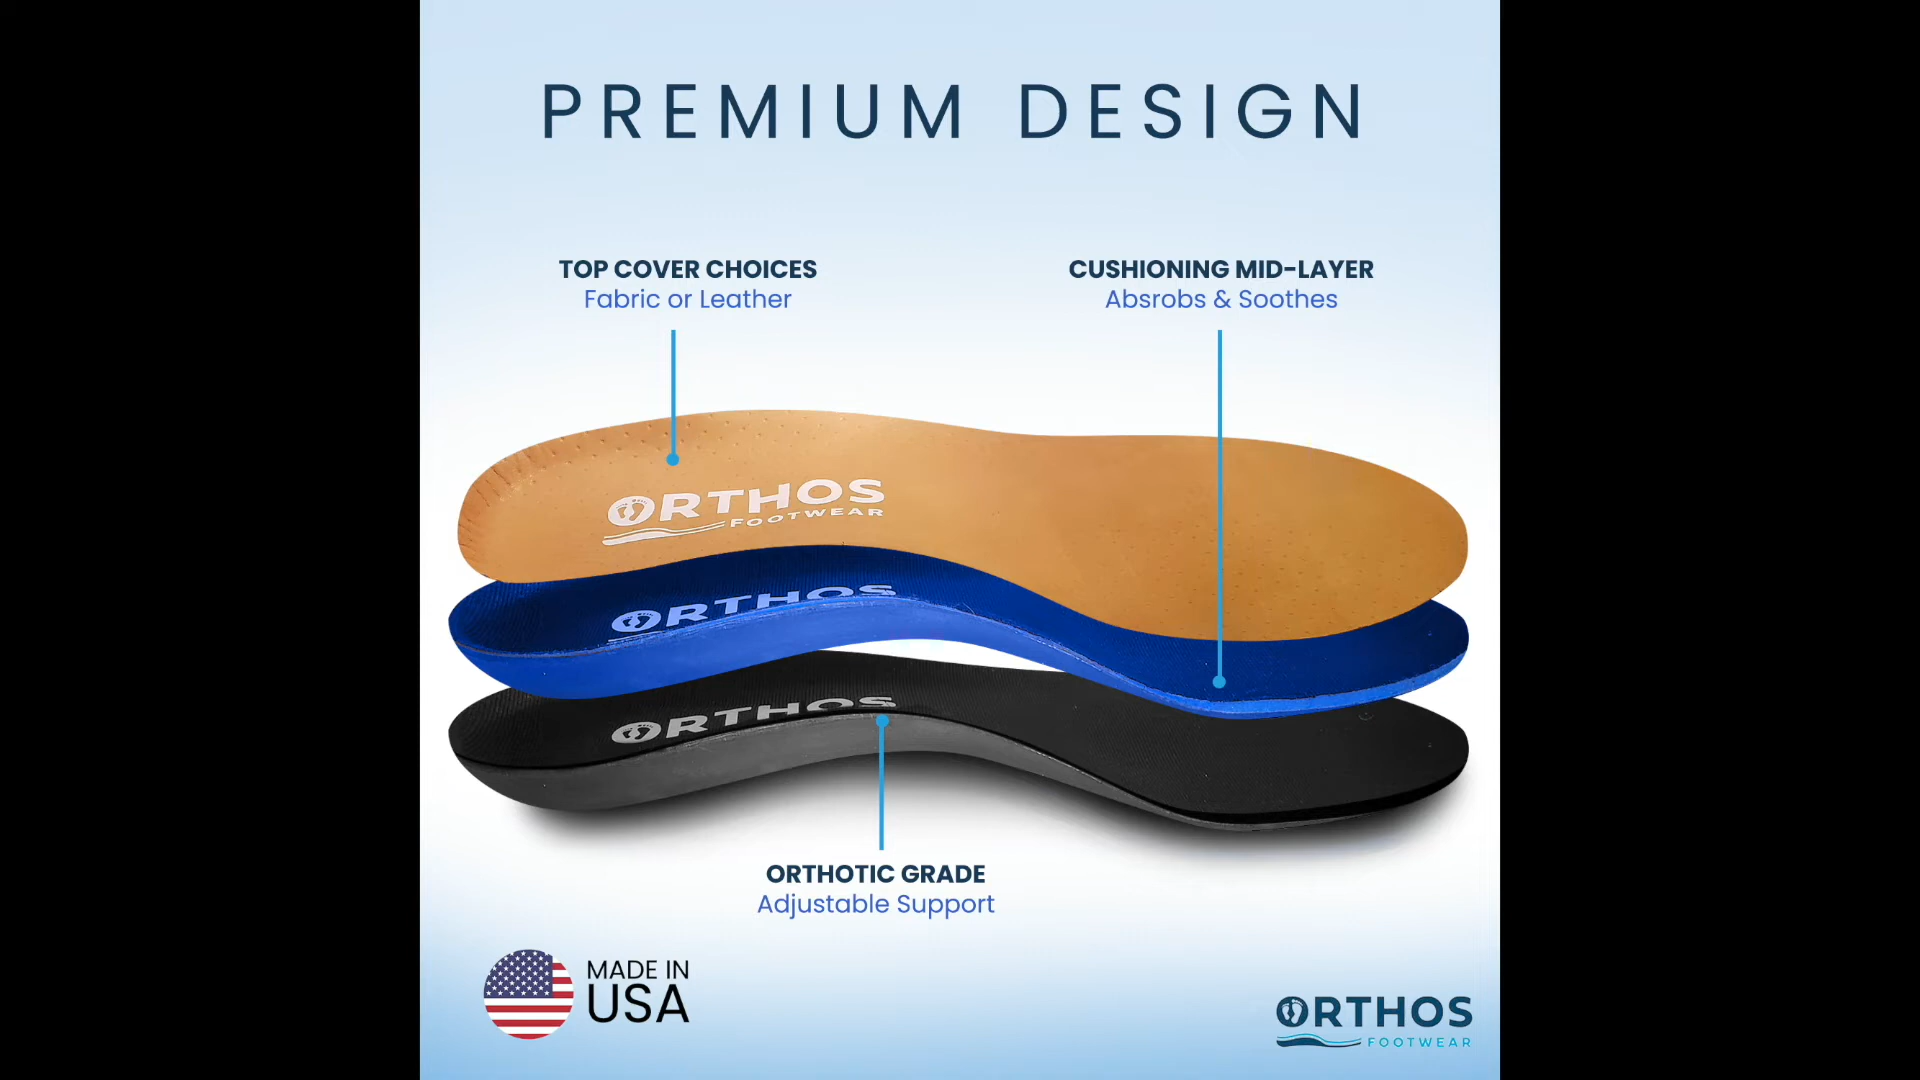 PREMIUM DESIGN
TOP COVER CHOICES
Fabric or Leather
CUSHIONING MID-LAYER
Absrobs & Soothes
ORTHOS
FOOTWEAR
ORTHOS
ORTHOS
ORTHOTIC GRADE
Adjustable Support
MADE IN
USA
ORTHOS
FOOTWEAR